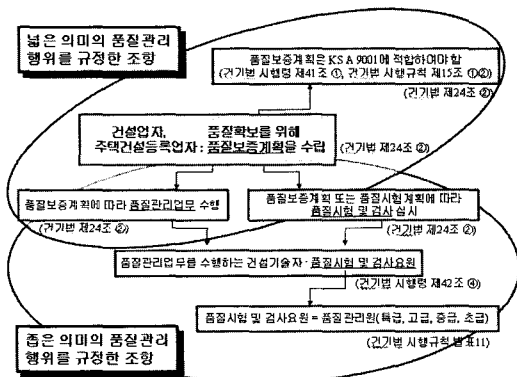 넓은 의미의 품질관리
행위를 규정한 조항
품질보증계획은 KS A 9001에 적합하여야 함
(건기법 시행령 제41조 ①, 건기법 시행규칙 제15조 ①②)
(건기법 제24조 ②)
건설업자, 품질확보를 위해
주택건설등록업자 : 품질보증계획을 수립
(건기법 제24조 ②)
품질보증계획에 따라 품질관리업무 수행
(건기법 제24조 ②)
품질보증계획 또는 품질시험계획에 따라
품질시험 및 검사 실시
(건기법 제24조 ②)
품질관리업무를 수행하는 건설기술자 · 품질시험 및 검사요원
(건기법 시행령 제42조 ④)
품질시험 및 검사요원 = 품질관리원(특급, 고급, 중급, 초급)
(건기법 시행규칙 별표11)
좁은 의미의 품질관리
행위를 규정한 조항